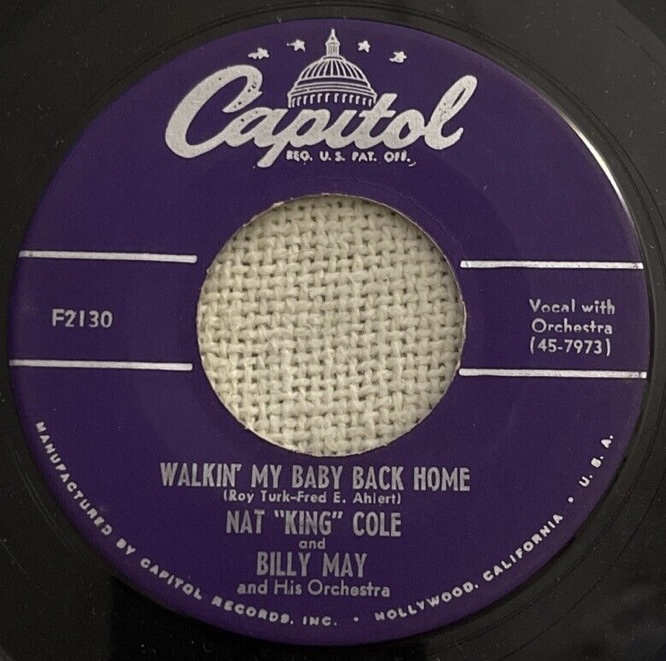 Capitol
REG. U.S. PAT. OFF.
F2130
Vocal with
Orchestra
(45-7973)
WALKIN' MY BABY BACK HOME
(Roy Turk-Fred E. Ahlert)
NAT "KING" COLE
and
BILLY MAY
and His Orchestra
MANUFACTURED BY CAPITOL RECORDS, INC. • HOLLYWOOD, CALIFORNIA • U.S.A.